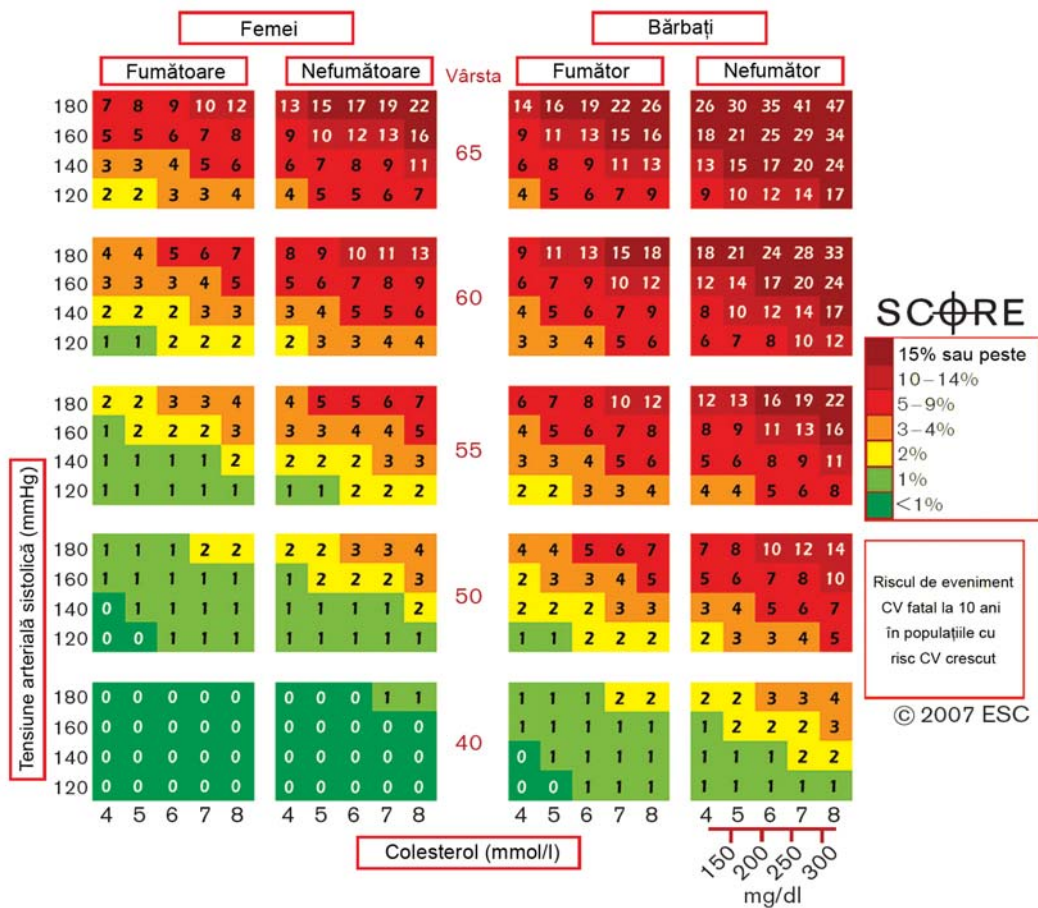 Femei
Bărbați
Fumătoare
Nefumătoare
Vârsta
Fumător
Nefumător
180 7 8 9 10 12 13 15 17 19 22 14 16 19 22 26 26 30 35 41 47
160 5 5 6 7 8 9 10 12 13 16 9 11 13 15 16 18 21 25 29 34
65
140 3 3 4 5 6 6 7 8 9 11 6 8 9 11 13 13 15 17 20 24
120 2 2 3 3 4 4 5 5 6 7 4 5 6 7 9 9 10 12 14 17
180 4 4 5 6 7 8 9 10 11 13 9 11 13 15 18 18 21 24 28 33
160 3 3 3 4 5 5 6 7 8 9 6 7 9 10 12 12 14 17 20 24
60
140 2 2 2 3 3 3 4 5 5 6 4 5 6 7 9 8 10 12 14 17
120 1 1 2 2 2 2 3 3 4 4 3 3 4 5 6 6 7 8 10 12
180 2 2 3 3 4 4 5 5 6 7 6 7 8 10 12 12 13 16 19 22
160 1 2 2 2 3 3 3 4 4 5 4 5 6 7 8 8 9 11 13 16
55
140 1 1 1 1 2 2 2 2 3 3 3 3 4 5 6 5 6 8 9 11
120 1 1 1 1 1 1 1 2 2 2 2 2 3 3 4 4 4 5 6 8
180 1 1 1 2 2 2 2 3 3 4 4 4 5 6 7 7 8 10 12 14
160 1 1 1 1 1 1 2 2 2 3 2 3 3 4 5 5 6 7 8 10
50
140 0 1 1 1 1 1 1 1 1 2 2 2 2 3 3 3 4 5 6 7
120 0 0 1 1 1 1 1 1 1 1 1 1 2 2 2 2 3 3 4 5
180 0 0 0 0 0 0 0 0 1 1 1 1 1 2 2 2 2 3 3 4
160 0 0 0 0 0 0 0 0 0 0 1 1 1 1 1 1 2 2 2 3
40
140 0 0 0 0 0 0 0 0 0 0 0 1 1 1 1 1 1 1 2 2
120 0 0 0 0 0 0 0 0 0 0 0 0 1 1 1 1 1 1 1 1
4 5 6 7 8 4 5 6 7 8 4 5 6 7 8 4 5 6 7 8
Tensiune arterială sistolică (mmHg)
Colesterol (mmol/l)
150 200 250 300
mg/dl
SCORE
15% sau peste
10–14%
5–9%
3–4%
2%
1%
<1%
Riscul de eveniment
CV fatal la 10 ani
în populațiile cu
risc CV crescut
© 2007 ESC